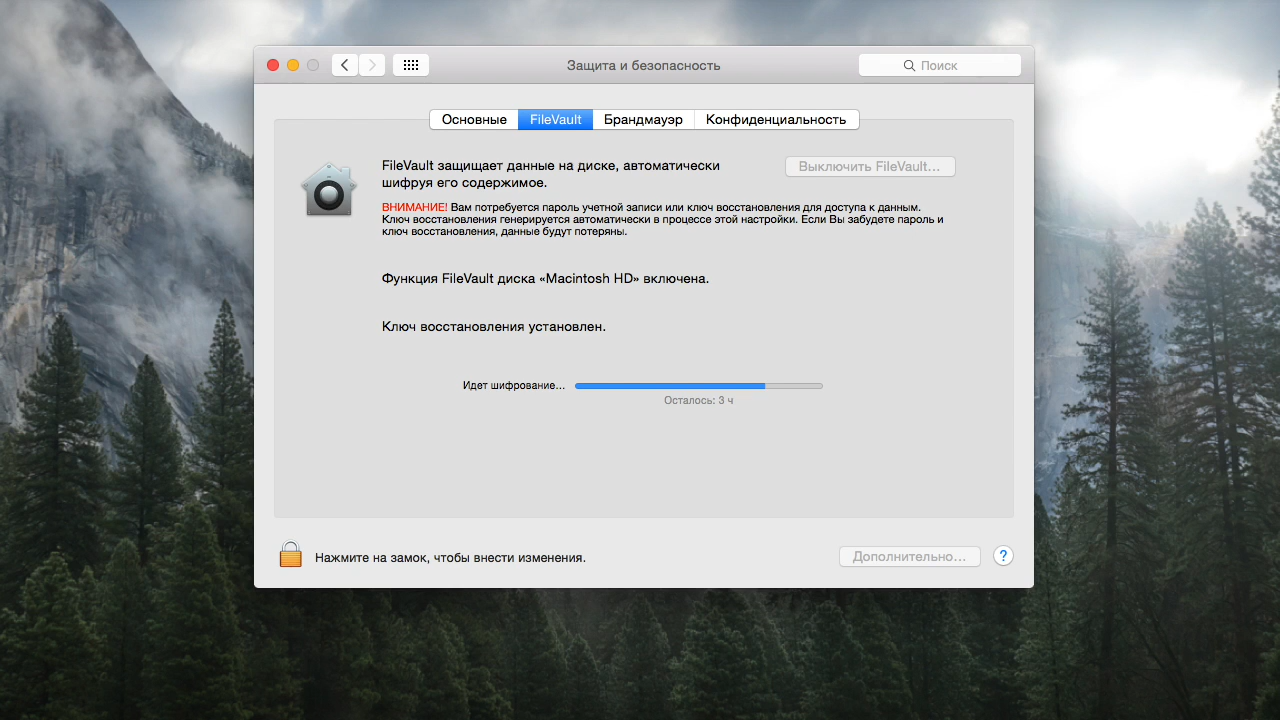 Защита и безопасность
Поиск
Основные
FileVault
Брандмауэр
Конфиденциальность
FileVault защищает данные на диске, автоматически
шифруя его содержимое.
Выключить FileVault...
ВНИМАНИЕ! Вам потребуется пароль учетной записи или ключ восстановления для доступа к данным.
Ключ восстановления генерируется автоматически в процессе этой настройки. Если Вы забудете пароль и
ключ восстановления, данные будут потеряны.
Функция FileVault диска «Macintosh HD» включена.
Ключ восстановления установлен.
Идет шифрование...
Осталось: 3 ч
Нажмите на замок, чтобы внести изменения.
Дополнительно...
?